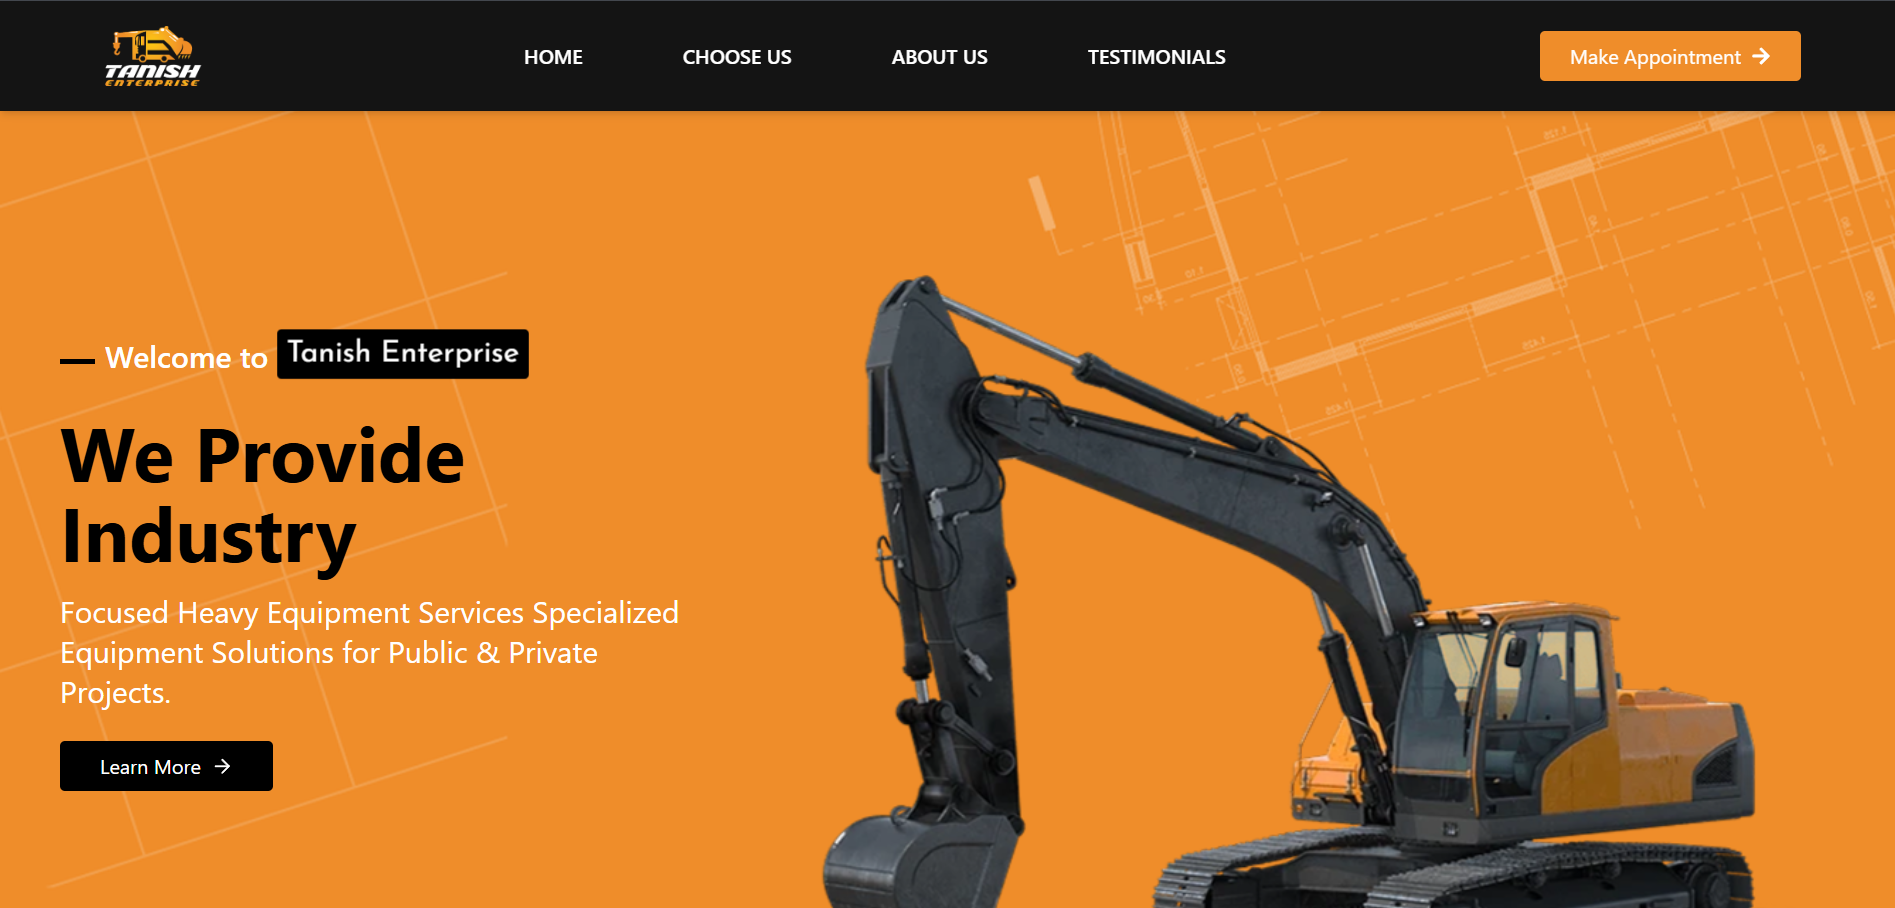 TANISH
ENTERPRISE
HOME CHOOSE US ABOUT US TESTIMONIALS
Make Appointment
Welcome to Tanish Enterprise
We Provide
Industry
Focused Heavy Equipment Services Specialized
Equipment Solutions for Public & Private
Projects.
Learn More